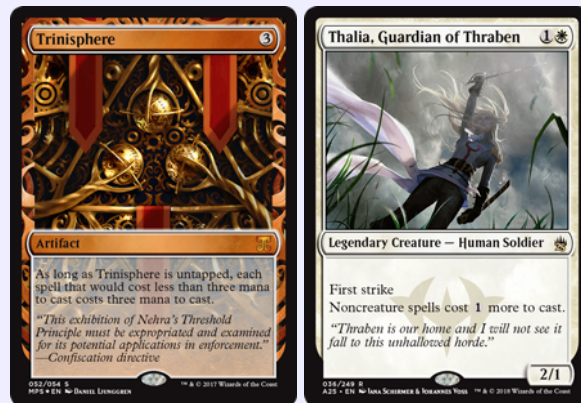 Trinisphere 3
Artifact
As long as Trinisphere is untapped, each
spell that would cost less than three mana
to cast costs three mana to cast.
"This exhibition of Nehra's Threshold
Principle must be expropriated and examined
for its potential applications in enforcement."
—Confiscation directive
052/054 S
MPS • EN Daniel Ljunggren
™ & © 2017 Wizards of the Coast
Thalia, Guardian of Thraben 1
Legendary Creature — Human Soldier
First strike
Noncreature spells cost 1 more to cast.
"Thraben is our home and I will not see it
fall to this unhallowed horde."
2/1
036/249 R
A25 • EN Jana Schirmer & Johannes Voss
™ & © 2018 Wizards of the Coast